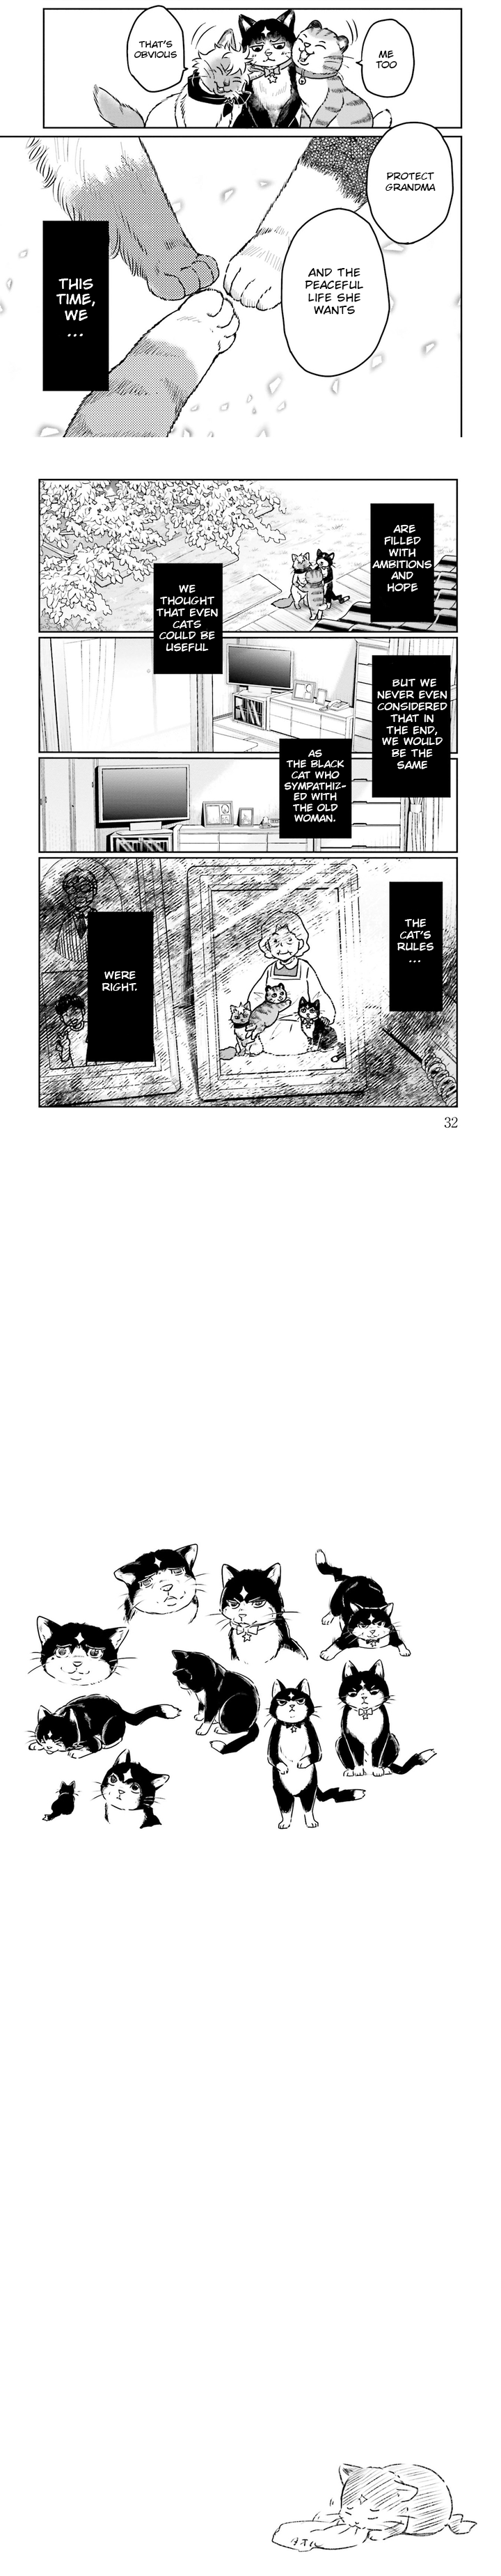 ME
TOO
THAT'S
OBVIOUS
PROTECT
GRANDMA
AND THE
PEACEFUL
LIFE SHE
WANTS
THIS
TIME,
WE
...
ARE
FILLED
WITH
AMBITIONS
AND
HOPE
WE
THOUGHT
THAT EVEN
CATS
COULD BE
USEFUL
BUT WE
NEVER EVEN
CONSIDERED
THAT IN
THE END,
WE WOULD
BE THE
SAME
AS
THE BLACK
CAT WHO
SYMPATHIZ-
ED WITH
THE OLD
WOMAN.
THE
CAT'S
RULES
...
WERE
RIGHT.
32